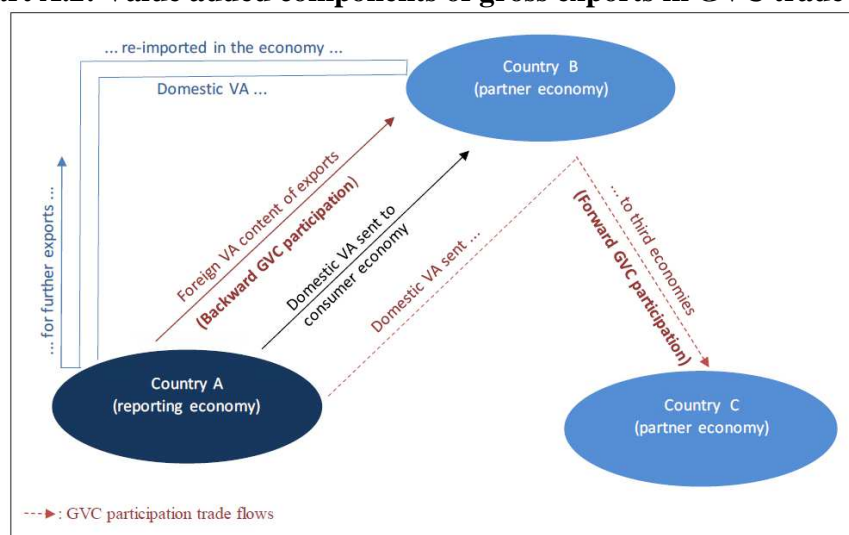 ... re-imported in the economy ...
Domestic VA ...
Country B
(partner economy)
... for further exports ...
Foreign VA content of exports
(Backward GVC participation)
Domestic VA sent to
consumer economy
Domestic VA sent ...
... to third economies
(Forward GVC participation)
Country A
(reporting economy)
Country C
(partner economy)
: GVC participation trade flows